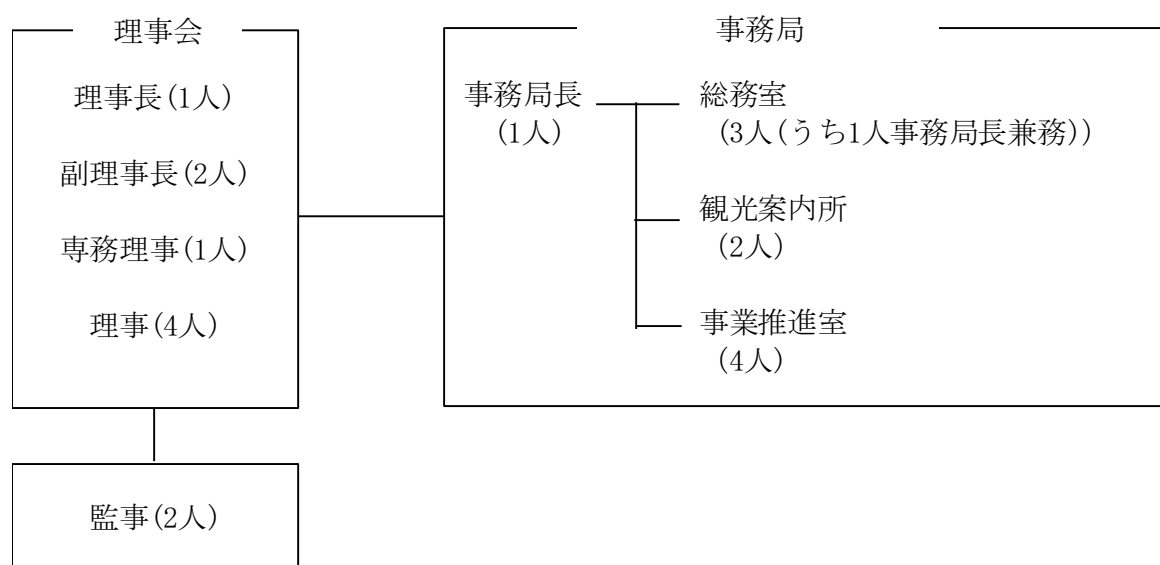 理事会
理事長(1人)
副理事長(2人)
専務理事(1人)
理事(4人)
監事(2人)
事務局
事務局長
(1人)
総務室
(3人(うち1人事務局長兼務))
観光案内所
(2人)
事業推進室
(4人)